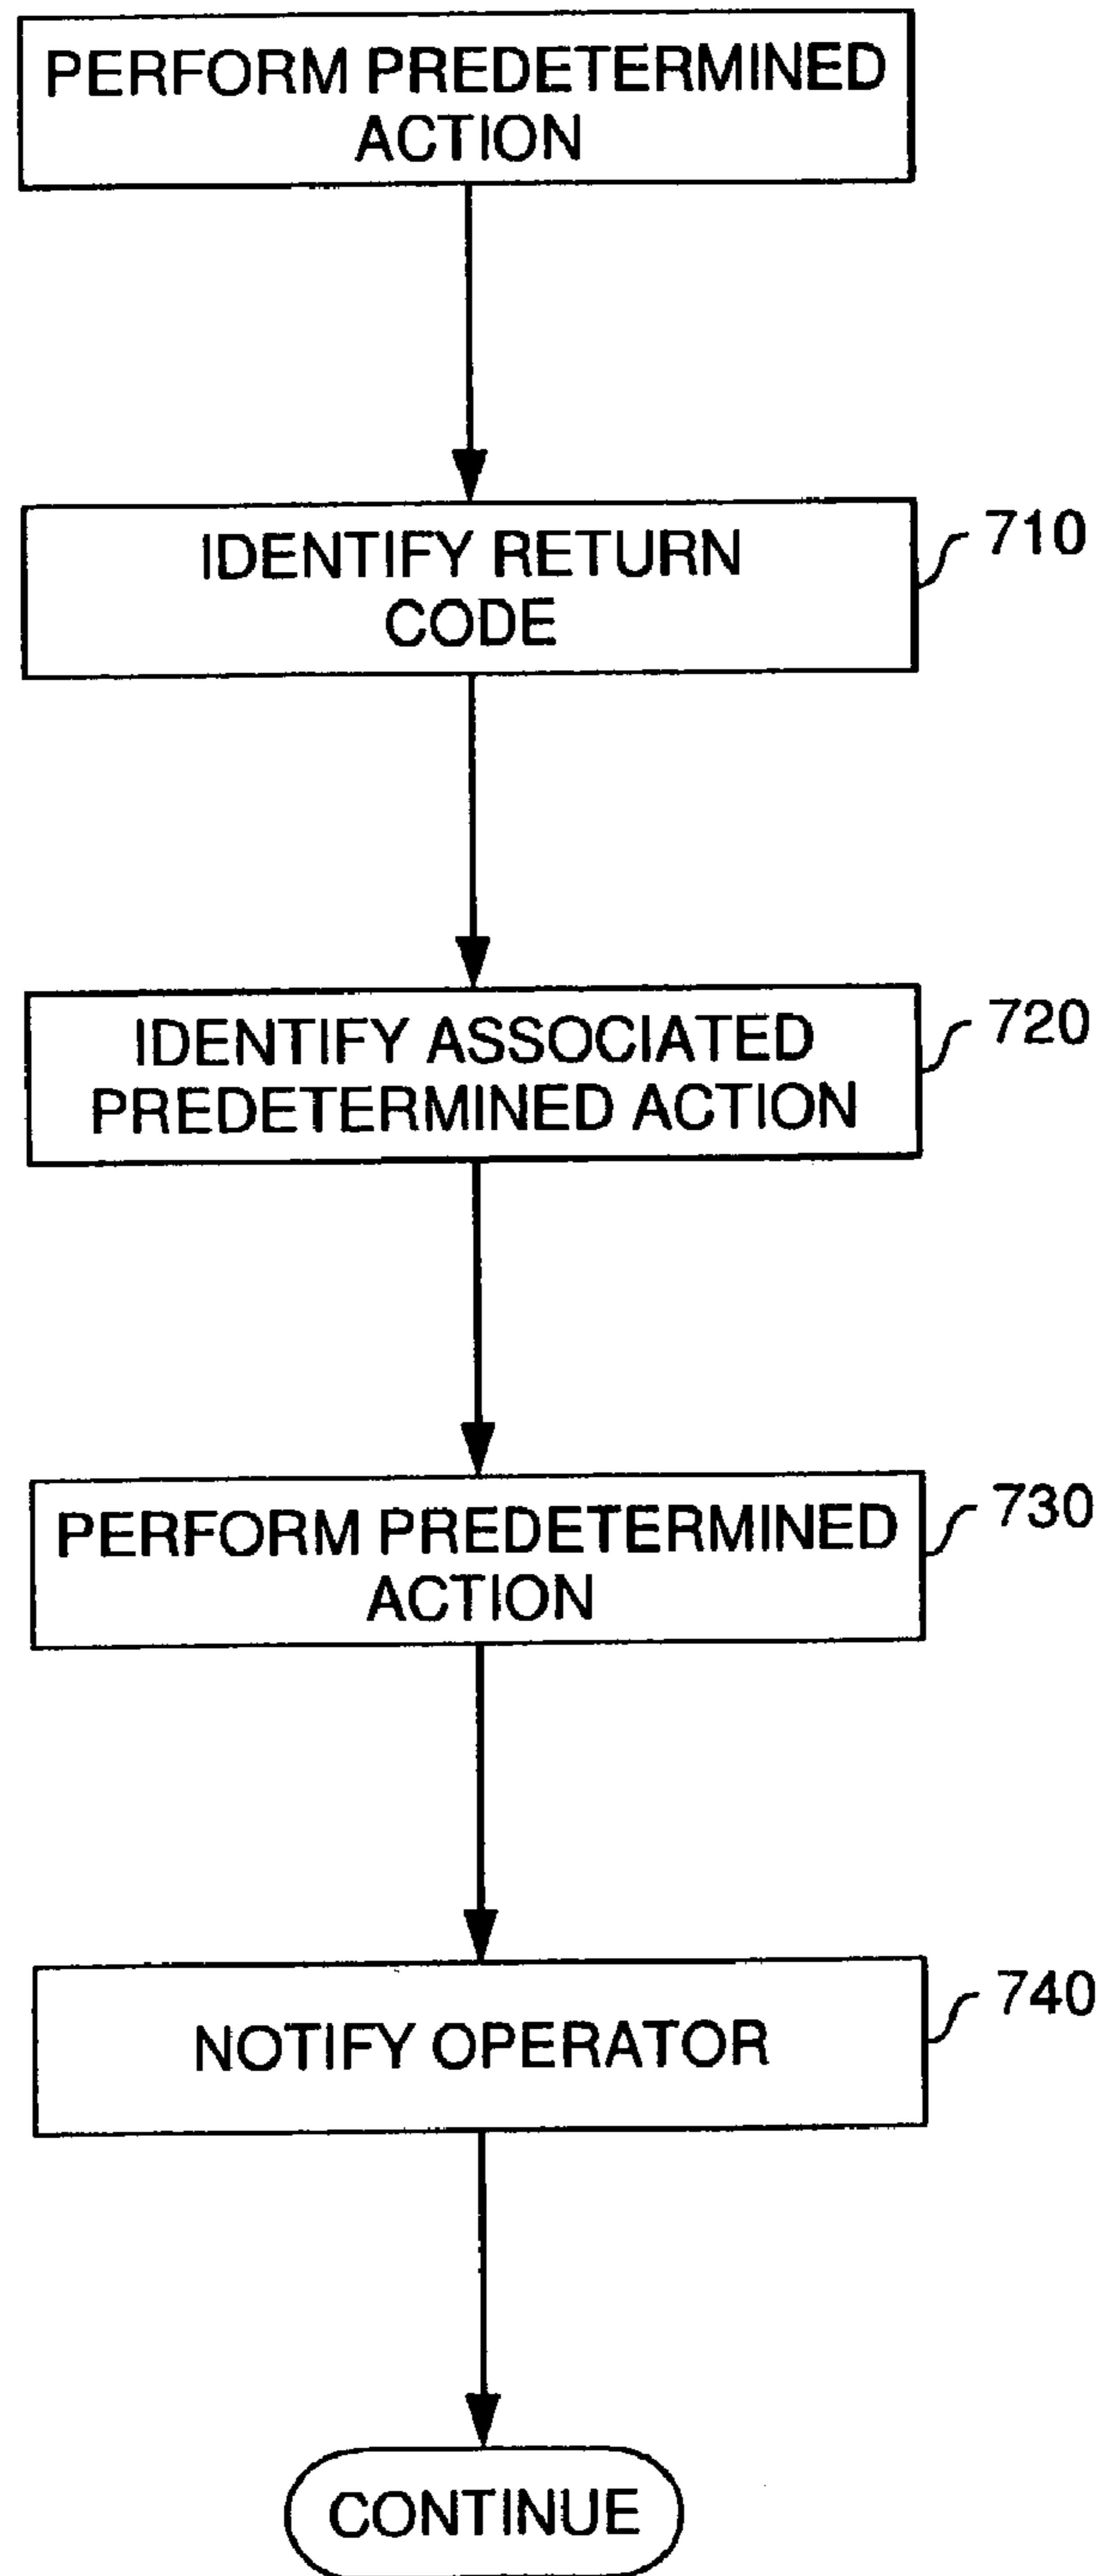 PERFORM PREDETERMINED
ACTION
IDENTIFY RETURN
CODE
710
IDENTIFY ASSOCIATED
PREDETERMINED ACTION
720
PERFORM PREDETERMINED
ACTION
730
NOTIFY OPERATOR
740
CONTINUE